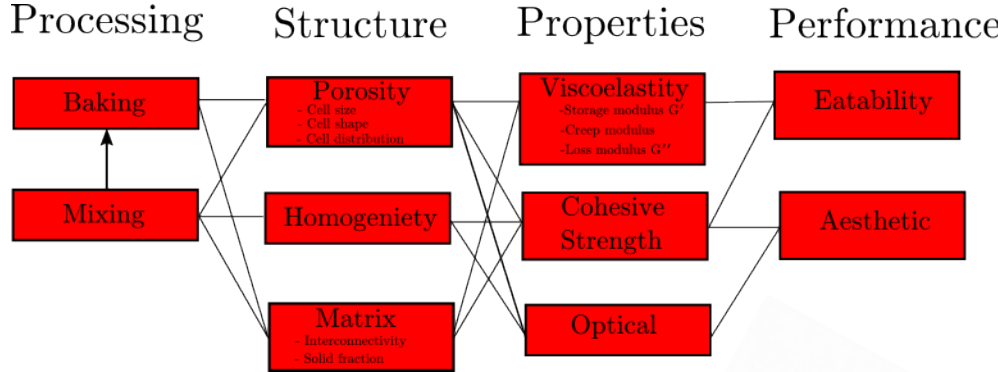 Processing
Structure
Properties
Performance
Baking
Mixing
Porosity
- Cell size
- Cell shape
- Cell distribution
Homogeniety
Matrix
- Interconnectivity
- Solid fraction
Viscoelastity
-Storage modulus G′
-Creep modulus
-Loss modulus G′′
Cohesive
Strength
Optical
Eatability
Aesthetic